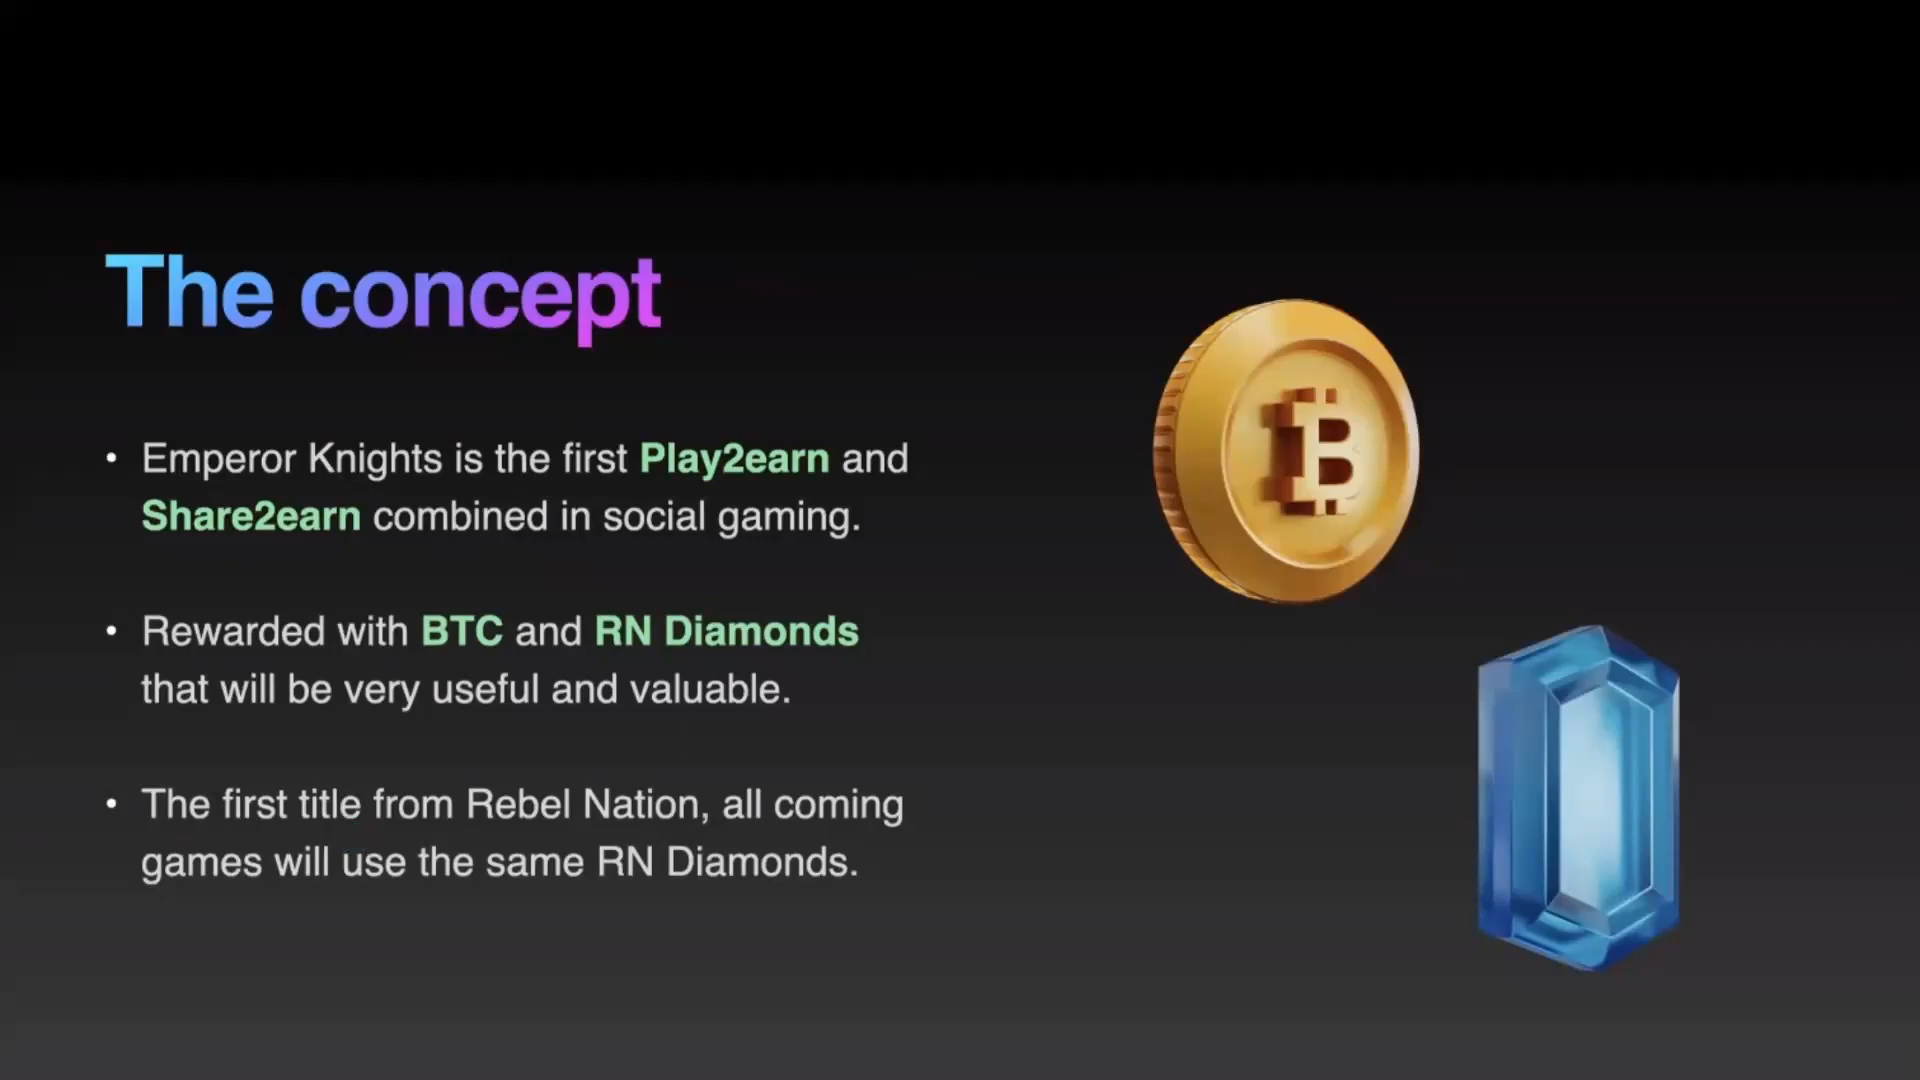 The concept
• Emperor Knights is the first Play2earn and
Share2earn combined in social gaming.
• Rewarded with BTC and RN Diamonds
that will be very useful and valuable.
• The first title from Rebel Nation, all coming
games will use the same RN Diamonds.
B